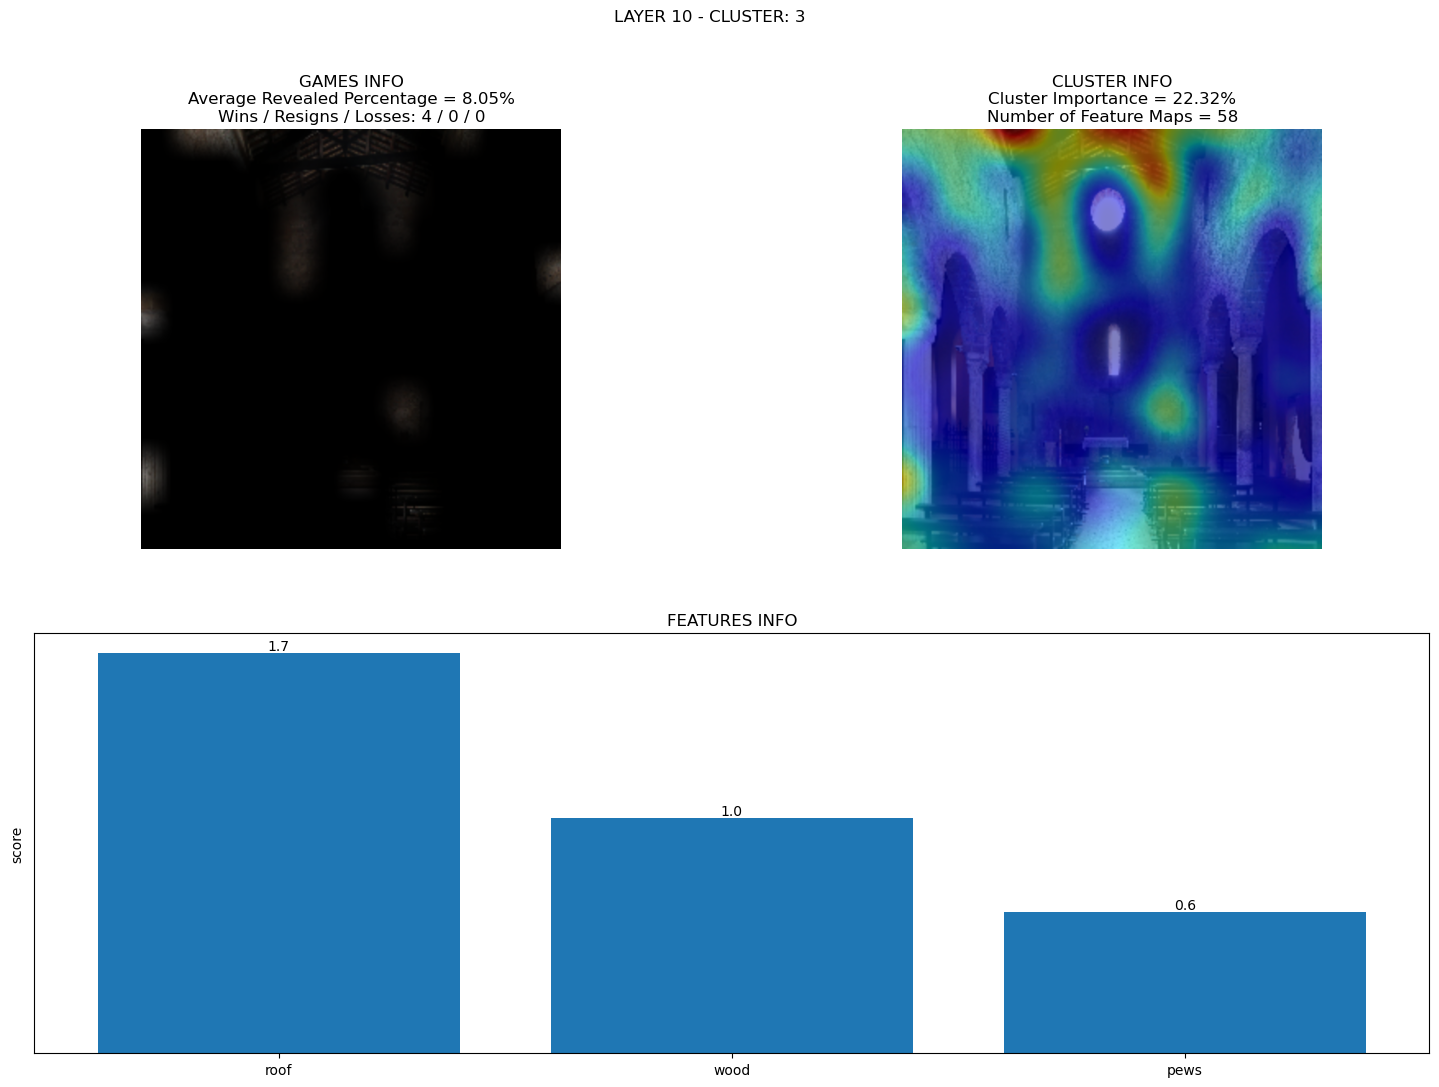 LAYER 10 - CLUSTER: 3
GAMES INFO
Average Revealed Percentage = 8.05%
Wins / Resigns / Losses: 4 / 0 / 0
CLUSTER INFO
Cluster Importance = 22.32%
Number of Feature Maps = 58
FEATURES INFO
score
1.7
1.0
0.6
roof
wood
pews